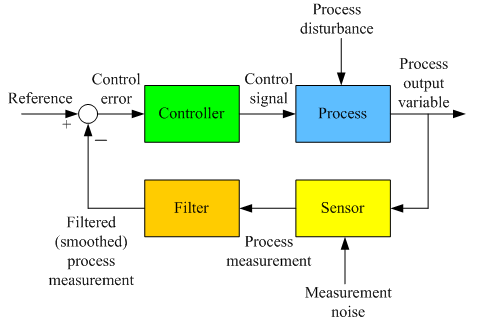 Process
disturbance
Process
output
variable
Control
error
Control
signal
Reference
+
Controller
Process
−
Filter
Sensor
Filtered
(smoothed)
process
measurement
Process
measurement
Measurement
noise